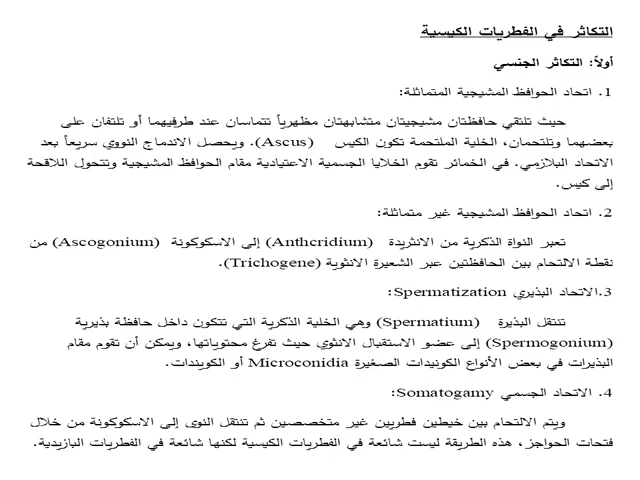 التكاثر في الفطريات الكيسية
أولاً: التكاثر الجنسي
1. اتحاد الحوافظ المشيجية المتماثلة:
حيث تلتقي حافظتان مشيجيتان متشابهتان مظهرياً تتماسان عند طرفيهما أو تلتفان على
بعضهما وتلتحمان، الخلية الملتحمة تكون الكيس (Ascus). ويحصل الاندماج النووي سريعاً بعد
الاتحاد البلازمي. في الخمائر تقوم الخلايا الجسمية الاعتيادية مقام الحوافظ المشيجية وتتحول اللاقحة
إلى كيس.
2. اتحاد الحوافظ المشيجية غير متماثلة:
تعبر النواة الذكرية من الانثريدة (Anthcridium) إلى الاسكوكونة (Ascogonium) من
نقطة الالتحام بين الحافظتين عبر الشعيرة الانثوية (Trichogene).
3.الاتحاد البذيري Spermatization:
تنتقل البذيرة (Spermatium) وهي الخلية الذكرية التي تتكون داخل حافظة بذيرية
(Spermogonium) إلى عضو الاستقبال الانثوي حيث تفرغ محتوياتها، ويمكن أن تقوم مقام
البذيرات في بعض الأنواع الكونيدات الصغيرة Microconidia أو الكويندات.
4. الاتحاد الجسمي Somatogamy:
ويتم الالتحام بين خيطين فطريين غير متخصصين ثم تنتقل النوى إلى الاسكوكونة من خلال
فتحات الحواجز، هذه الطريقة ليست شائعة في الفطريات الكيسية لكنها شائعة في الفطريات البازيدية.